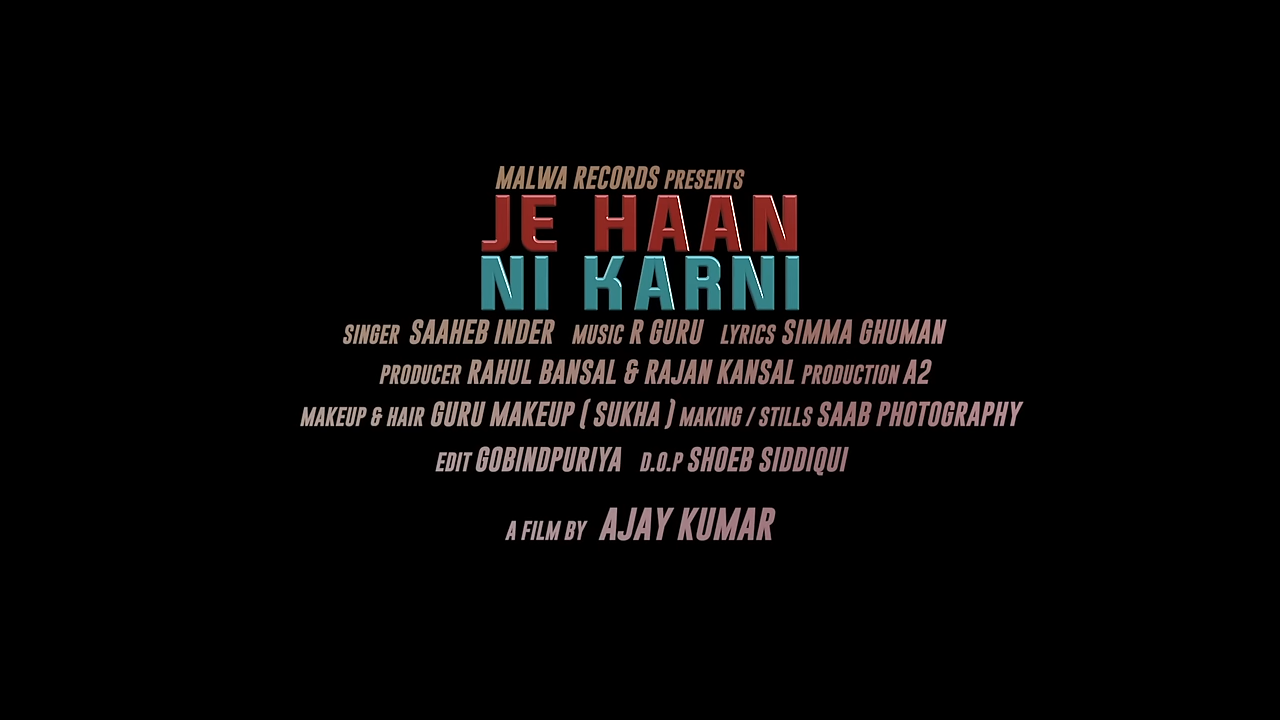 MALWA RECORDS PRESENTS
JE HAAN
NI KARNI
SINGER SAAHEB INDER MUSIC R GURU LYRICS SIMMA GHUMAN
PRODUCER RAHUL BANSAL & RAJAN KANSAL PRODUCTION A2
MAKEUP & HAIR GURU MAKEUP ( SUKHA ) MAKING / STILLS SAAB PHOTOGRAPHY
EDIT GOBINDPURIYA D.O.P SHOEB SIDDIQUI
A FILM BY AJAY KUMAR